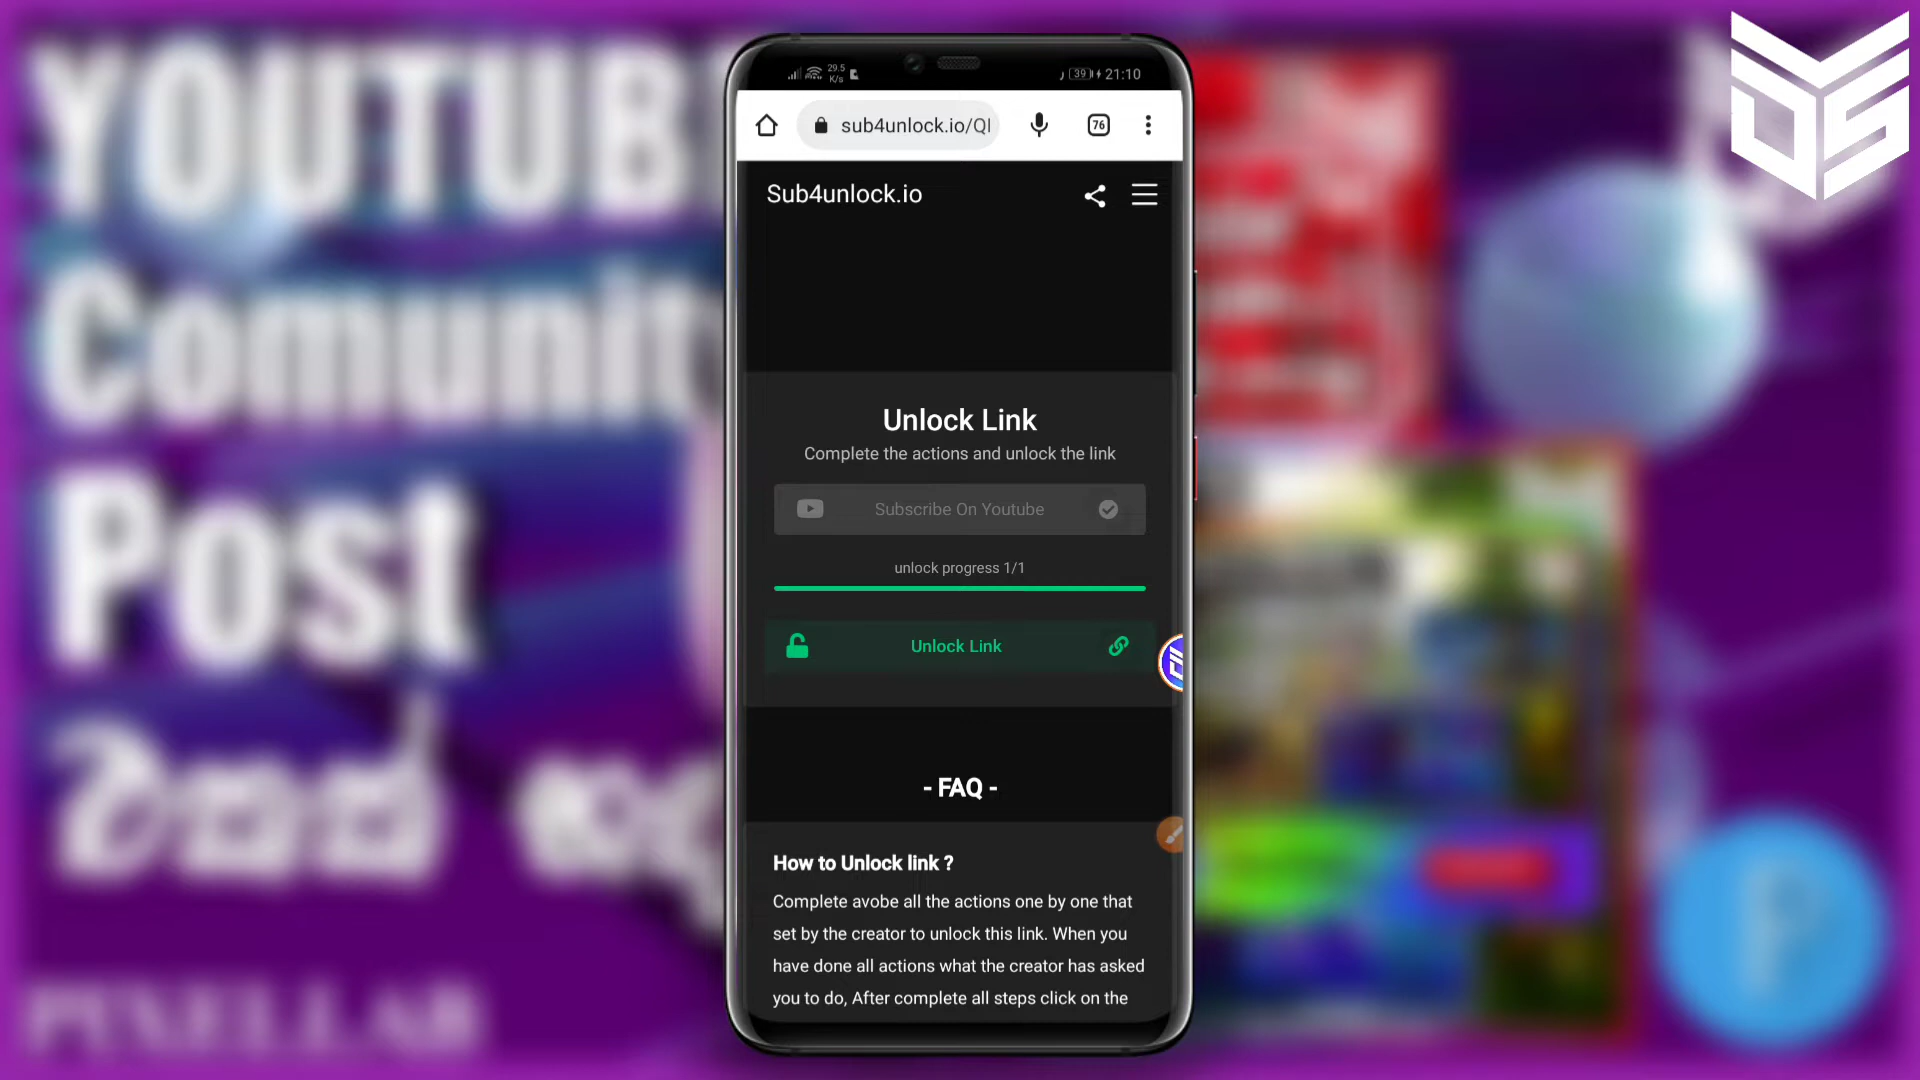 YOUTUB
Comunit
Post
PIXELLAB
29.5
K/s
39
21:10
sub4unlock.io/QI
76
Sub4unlock.io
Unlock Link
Complete the actions and unlock the link
Subscribe On Youtube
unlock progress 1/1
Unlock Link
- FAQ -
How to Unlock link ?
Complete avobe all the actions one by one that
set by the creator to unlock this link. When you
have done all actions what the creator has asked
you to do, After complete all steps click on the